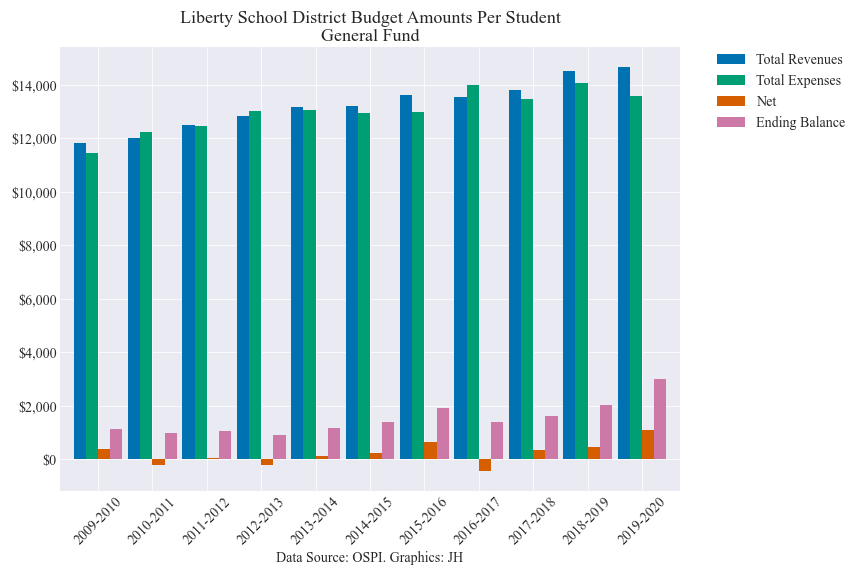 Liberty School District Budget Amounts Per Student
General Fund
Total Revenues
Total Expenses
Net
Ending Balance
$14,000
$12,000
$10,000
$8,000
$6,000
$4,000
$2,000
$0
2009-2010
2010-2011
2011-2012
2012-2013
2013-2014
2014-2015
2015-2016
2016-2017
2017-2018
2018-2019
2019-2020
Data Source: OSPI. Graphics: JH